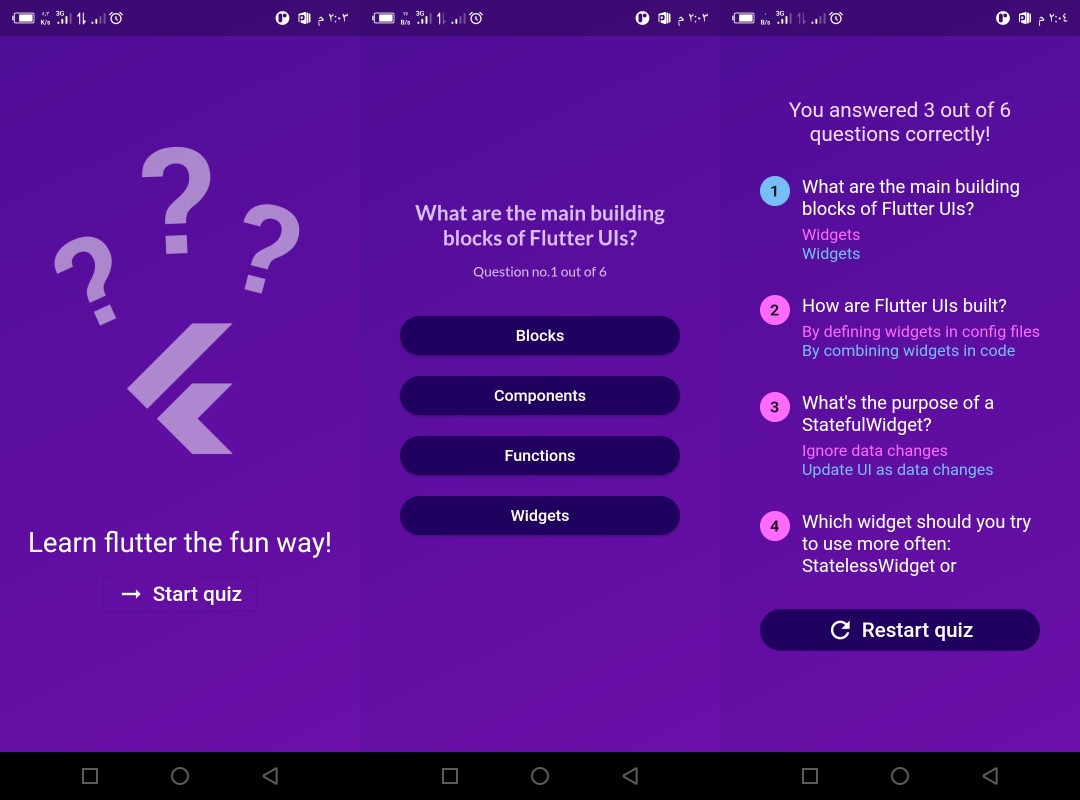 3G
٢:٠٣ م
?
?
?
Learn flutter the fun way!
Start quiz
B/s
3G
٢:٠٣ م
What are the main building
blocks of Flutter UIs?
Question no.1 out of 6
Blocks
Components
Functions
Widgets
3G
٢:٠٤ م
You answered 3 out of 6
questions correctly!
1
What are the main building
blocks of Flutter UIs?
Widgets
Widgets
2
How are Flutter UIs built?
By defining widgets in config files
By combining widgets in code
3
What's the purpose of a
StatefulWidget?
Ignore data changes
Update UI as data changes
4
Which widget should you try
to use more often:
StatelessWidget or
Restart quiz